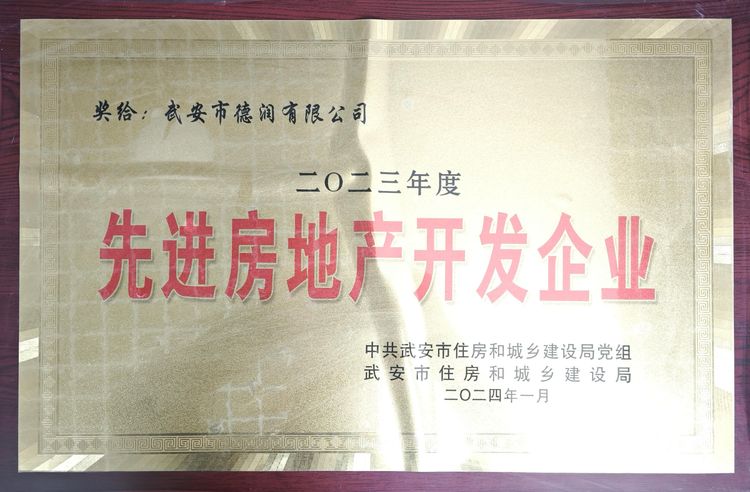 奖给：武安市德润有限公司
二〇二三年度
先进房地产开发企业
中共武安市住房和城乡建设局党组
武安市住房和城乡建设局
二〇二四年一月